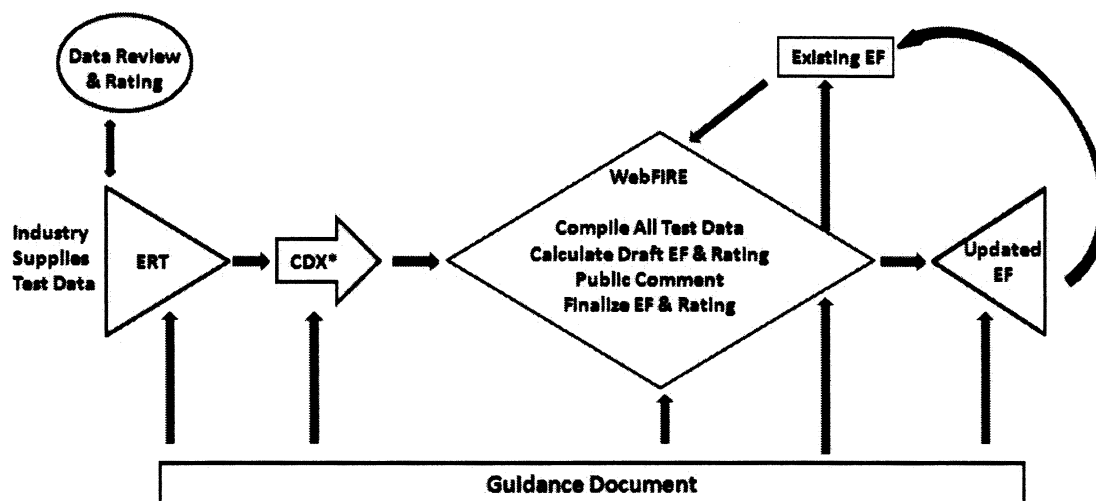 Data Review
& Rating
Existing EF
Industry
Supplies
Test Data
ERT
CDX*
WebFIRE
Compile All Test Data
Calculate Draft EF & Rating
Public Comment
Finalize EF & Rating
Updated
EF
Guidance Document